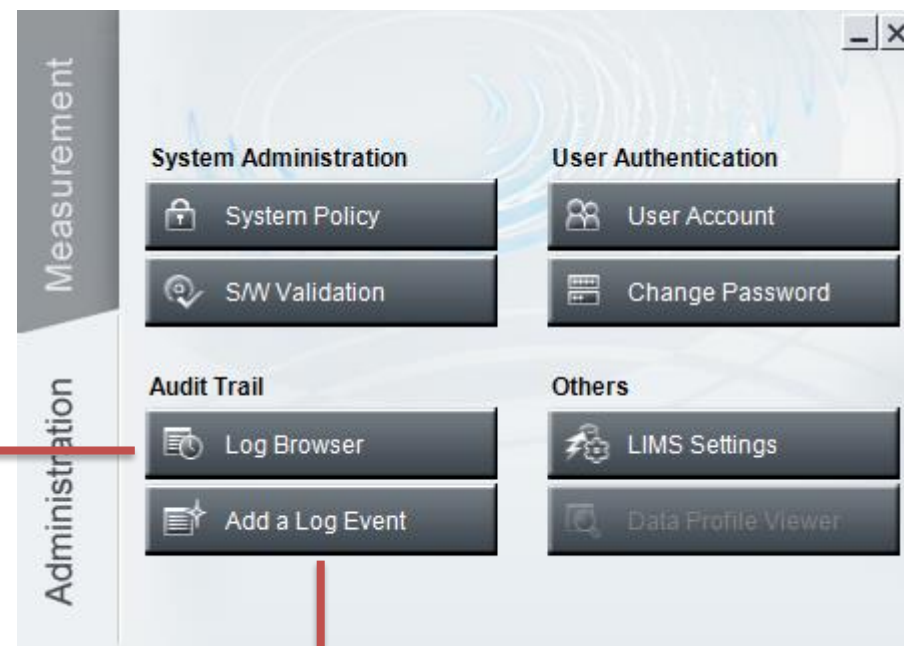 Measurement
Administration
System Administration
System Policy
S/W Validation
User Authentication
User Account
Change Password
Audit Trail
Log Browser
Add a Log Event
Others
LIMS Settings
Data Profile Viewer